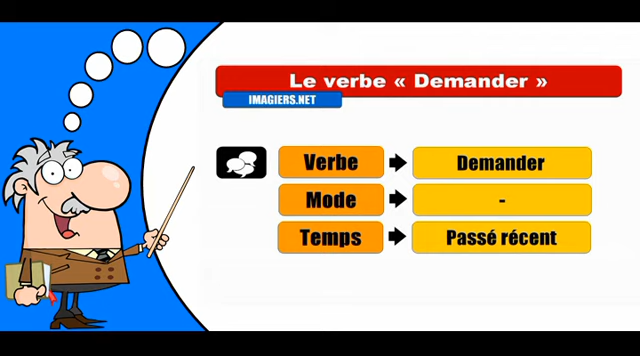 Le verbe « Demander »
IMAGIERS.NET
Verbe Demander
Mode -
Temps Passé récent